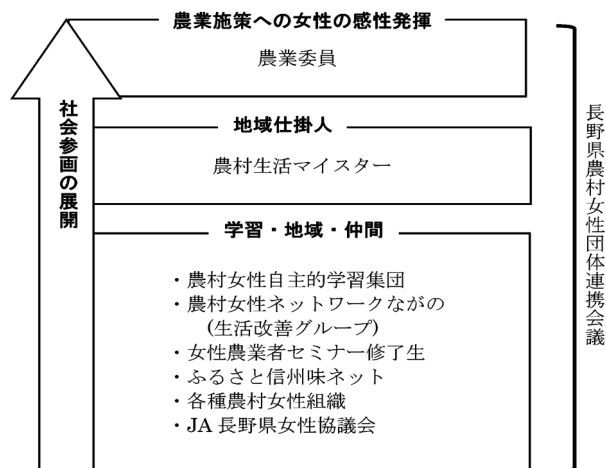 農業施策への女性の感性発揮
農業委員
地域仕掛人
農村生活マイスター
学習・地域・仲間
・農村女性自主的学習集団
・農村女性ネットワークながの
(生活改善グループ)
・女性農業者セミナー修了生
・ふるさと信州味ネット
・各種農村女性組織
・JA 長野県女性協議会
社会参画の展開
長野県農村女性団体連携会議